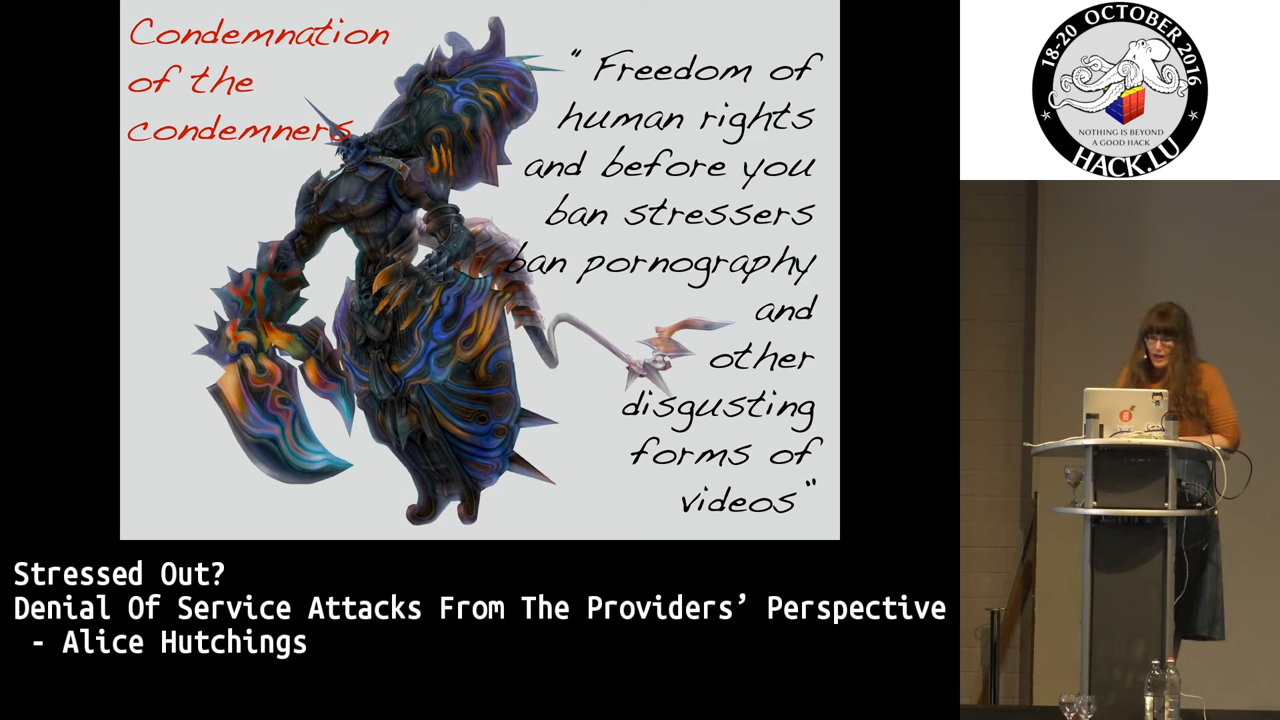 Condemnation
of the
condemners
"Freedom of
human rights
and before you
ban stressers
ban pornography
and
other
disgusting
forms of
videos"
18-20 OCTOBER 2016
NOTHING IS BEYOND
A GOOD HACK
HACK.LU
Stressed Out?
Denial Of Service Attacks From The Providers’ Perspective
- Alice Hutchings